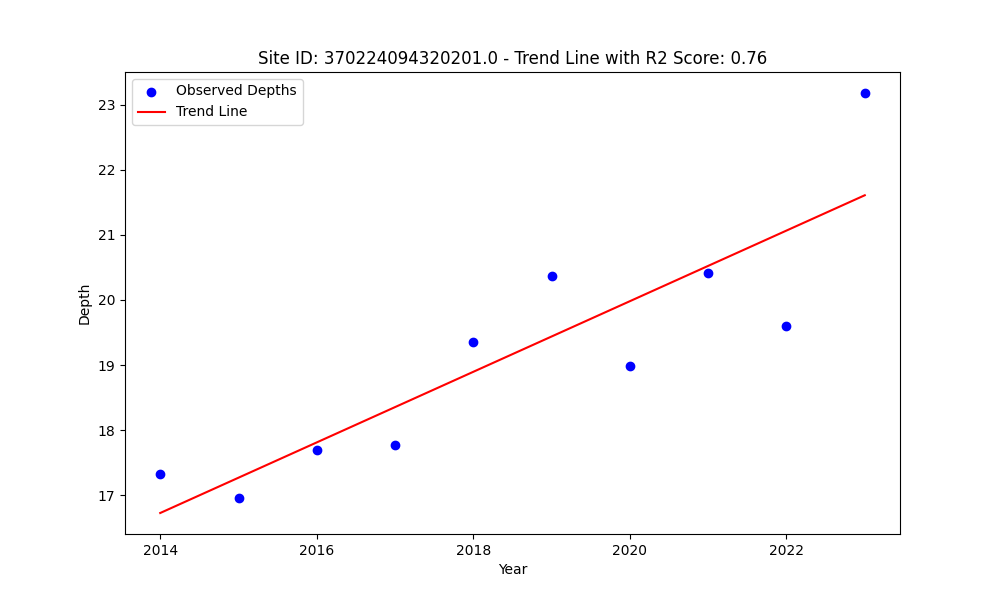 Site ID: 370224094320201.0 - Trend Line with R2 Score: 0.76
Observed Depths
Trend Line
23
22
21
20
19
18
17
Depth
2014
2016
2018
2020
2022
Year